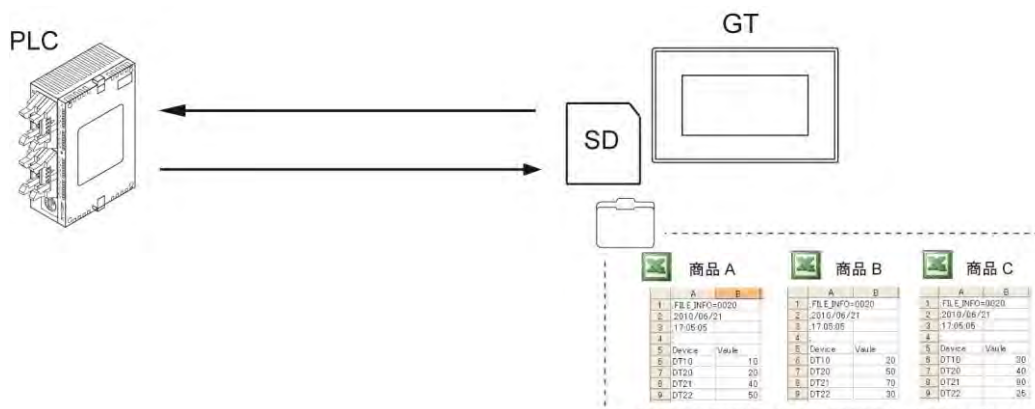 PLC
GT
SD
商品 A
A B
1 ;FILE_INFO=0020
2 ;2010/06/21
3 ;17:05:05
4 ;
5 Device Vaule
6 DT10 10
7 DT20 20
8 DT21 40
9 DT22 50
商品 B
A B
1 ;FILE_INFO=0020
2 ;2010/06/21
3 ;17:05:05
4 ;
5 Device Vaule
6 DT10 20
7 DT20 50
8 DT21 70
9 DT22 30
商品 C
A B
1 ;FILE_INFO=0020
2 ;2010/06/21
3 ;17:05:05
4 ;
5 Device Vaule
6 DT10 30
7 DT20 40
8 DT21 80
9 DT22 25